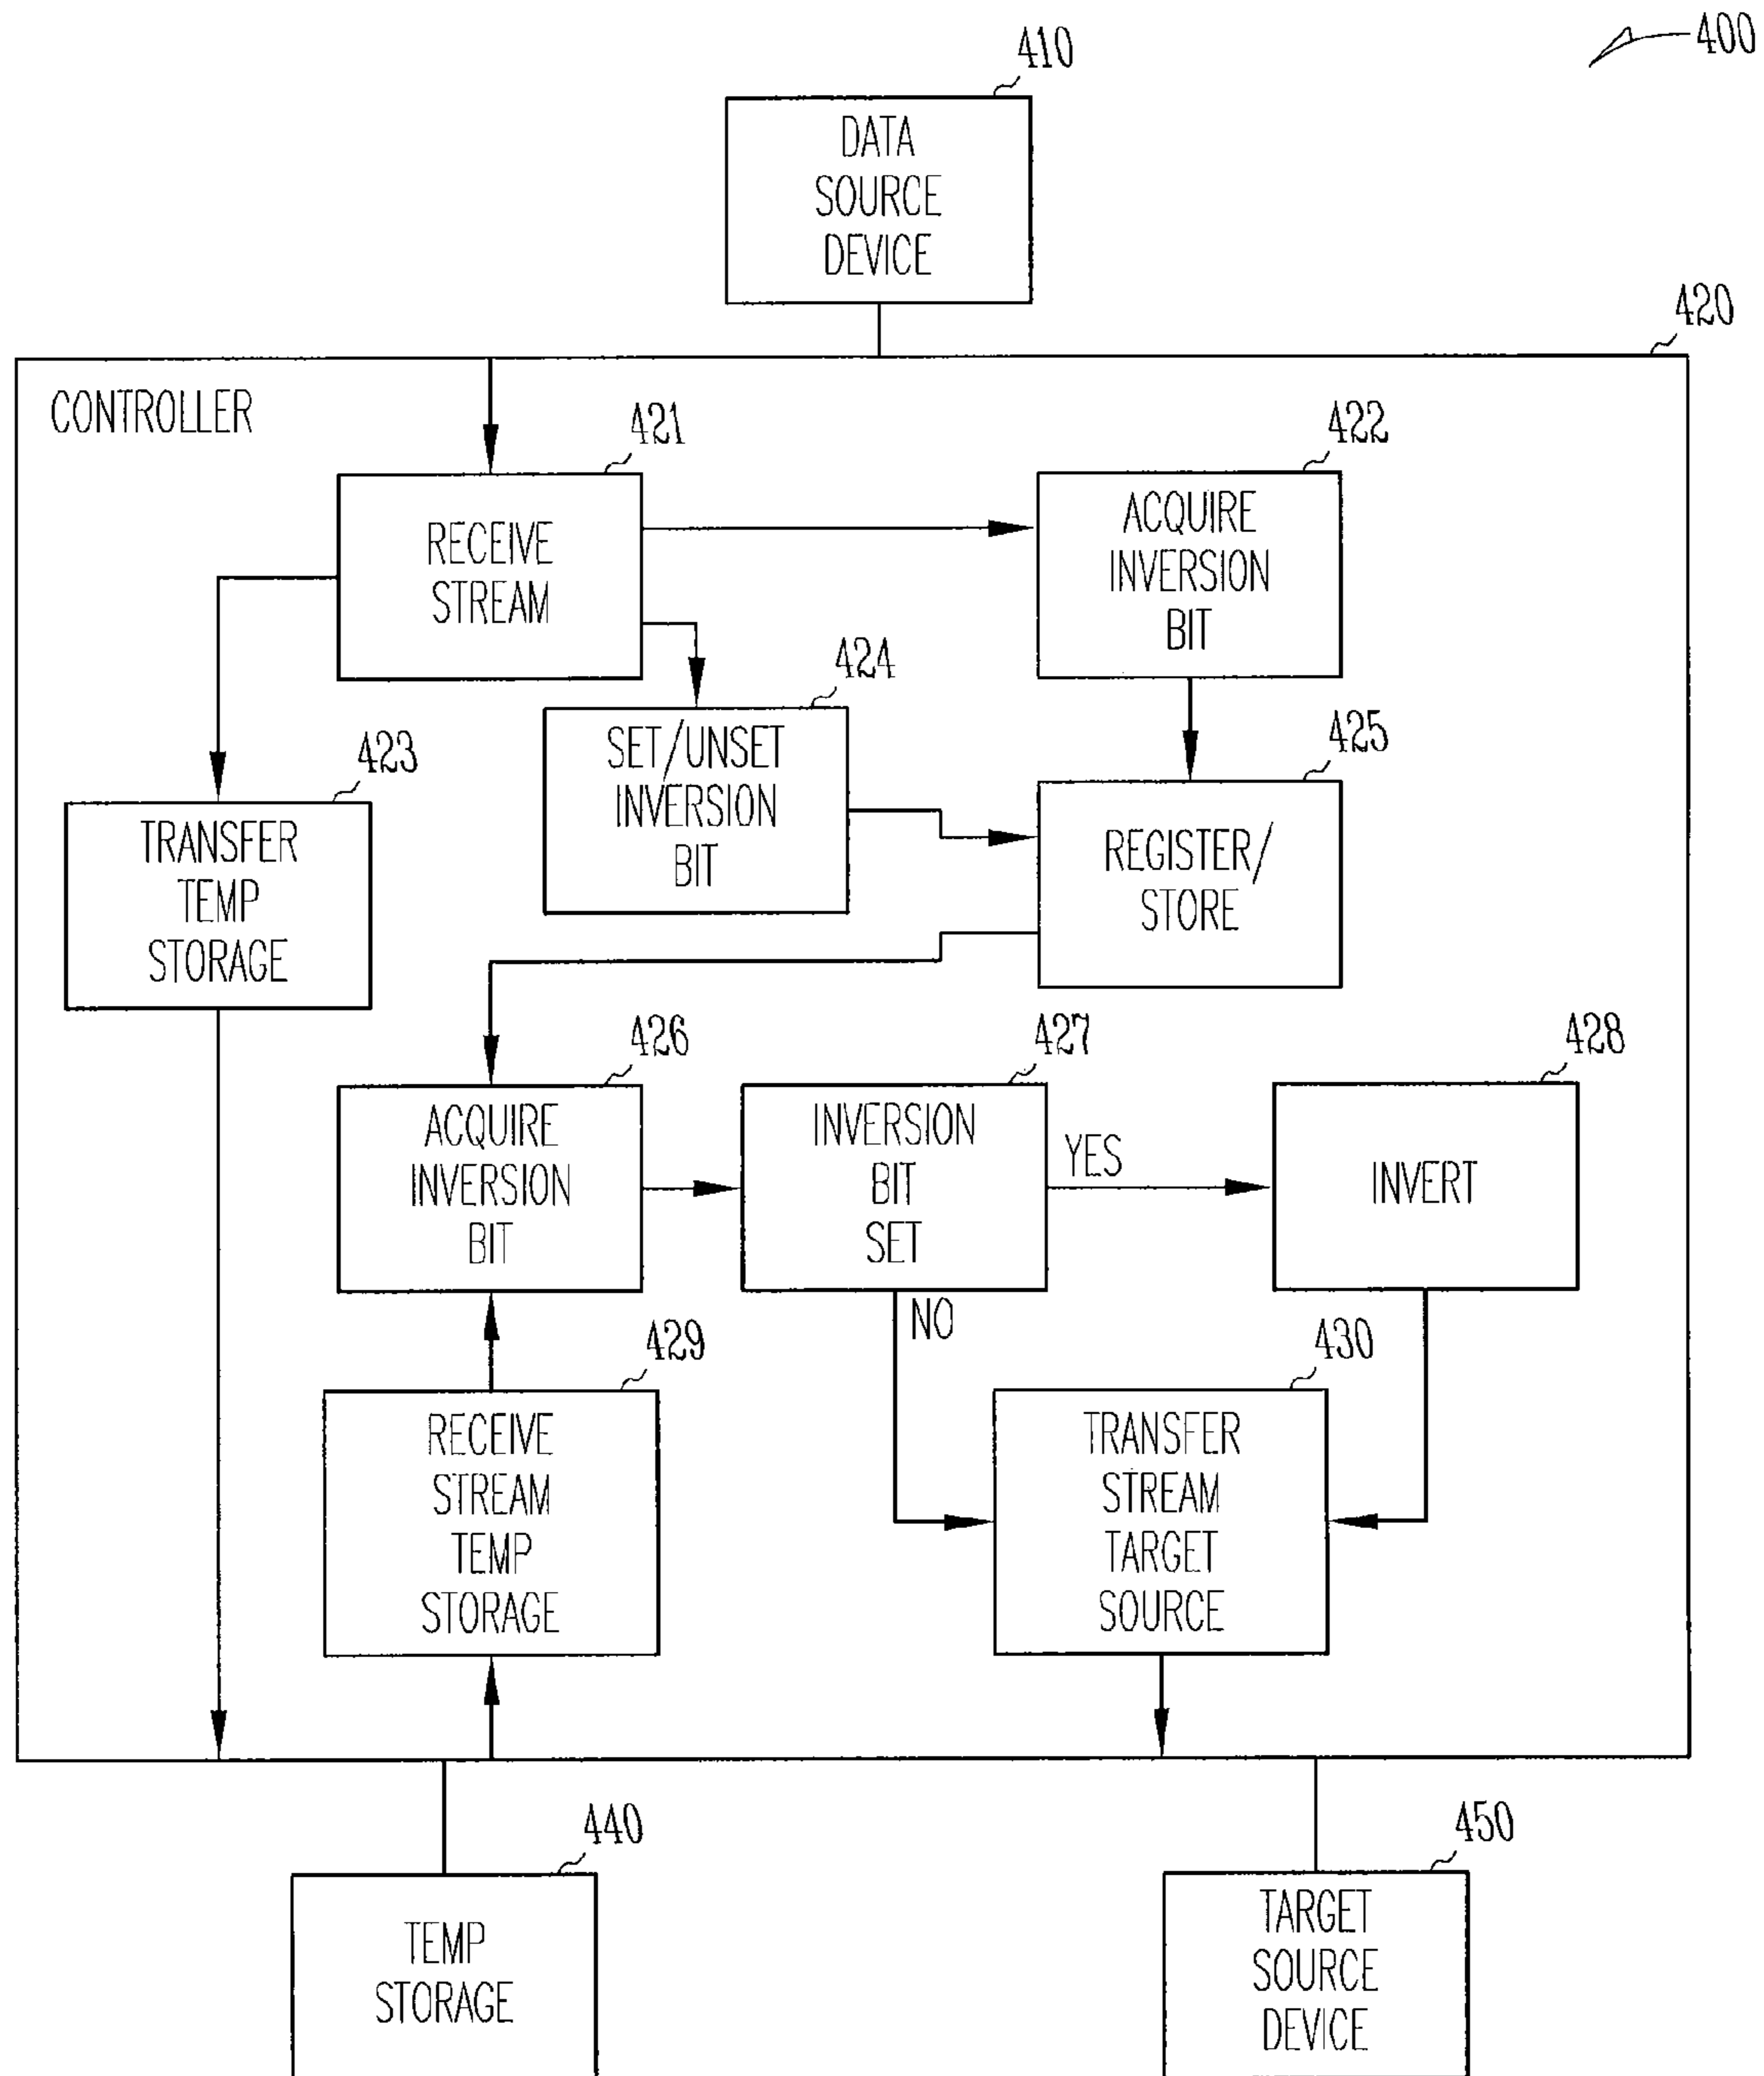 400
410
DATA
SOURCE
DEVICE
420
CONTROLLER
421
RECEIVE
STREAM
422
ACQUIRE
INVERSION
BIT
423
TRANSFER
TEMP
STORAGE
424
SET/UNSET
INVERSION
BIT
425
REGISTER/
STORE
426
ACQUIRE
INVERSION
BIT
427
INVERSION
BIT
SET
YES
NO
428
INVERT
429
RECEIVE
STREAM
TEMP
STORAGE
430
TRANSFER
STREAM
TARGET
SOURCE
440
TEMP
STORAGE
450
TARGET
SOURCE
DEVICE